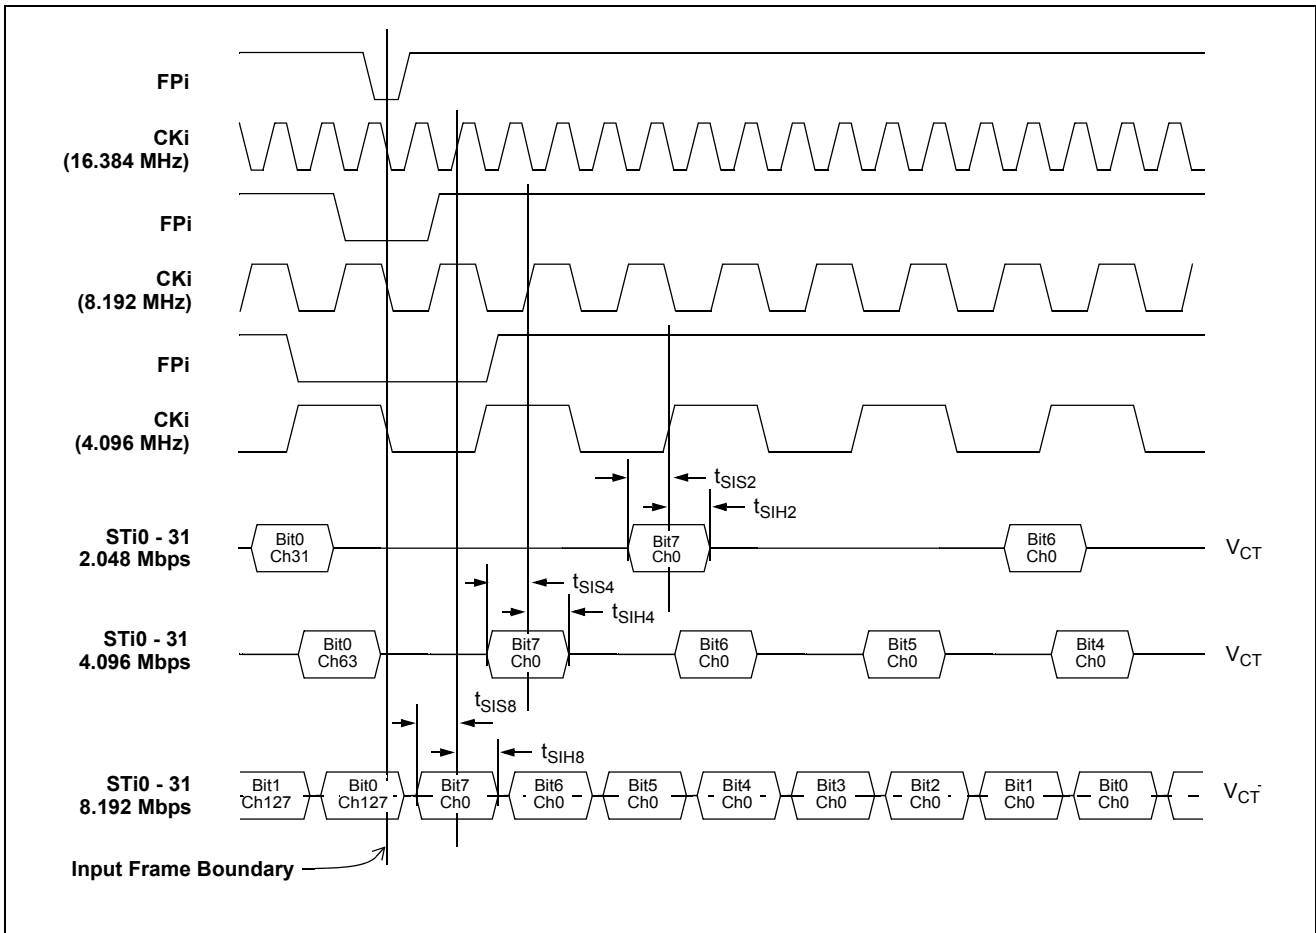 FPi
CKi
(16.384 MHz)
FPi
CKi
(8.192 MHz)
FPi
CKi
(4.096 MHz)
tSIS2
tSIH2
STi0 - 31
2.048 Mbps
Bit0
Ch31
Bit7
Ch0
Bit6
Ch0
VCT
tSIS4
tSIH4
STi0 - 31
4.096 Mbps
Bit0
Ch63
Bit7
Ch0
Bit6
Ch0
Bit5
Ch0
Bit4
Ch0
VCT
tSIS8
tSIH8
STi0 - 31
8.192 Mbps
Bit1
Ch127
Bit0
Ch127
Bit7
Ch0
Bit6
Ch0
Bit5
Ch0
Bit4
Ch0
Bit3
Ch0
Bit2
Ch0
Bit1
Ch0
Bit0
Ch0
VCT
Input Frame Boundary